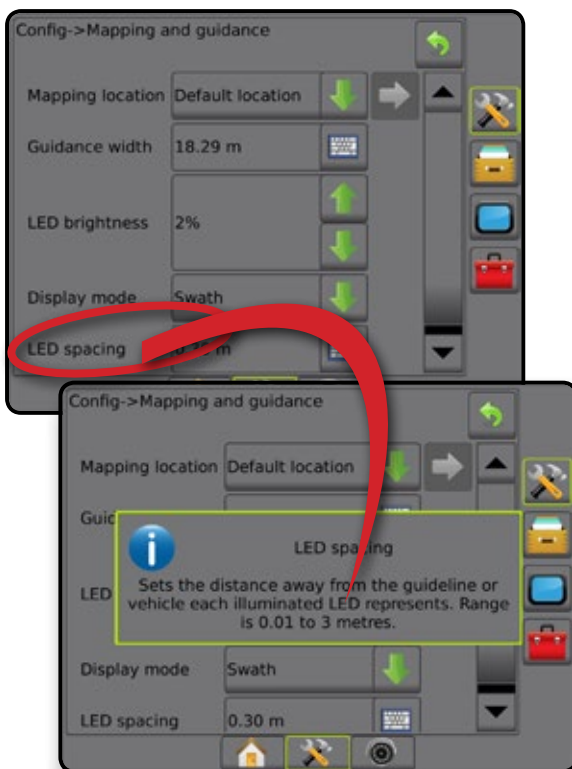 Config->Mapping and guidance
Mapping location Default location
Guidance width 18.29 m
LED brightness 2%
Display mode Swath
LED spacing m
Config->Mapping and guidance
Mapping location Default location
Guid
LED spacing
LED Sets the distance away from the guideline or
vehicle each illuminated LED represents. Range
is 0.01 to 3 metres.
Display mode Swath
LED spacing 0.30 m